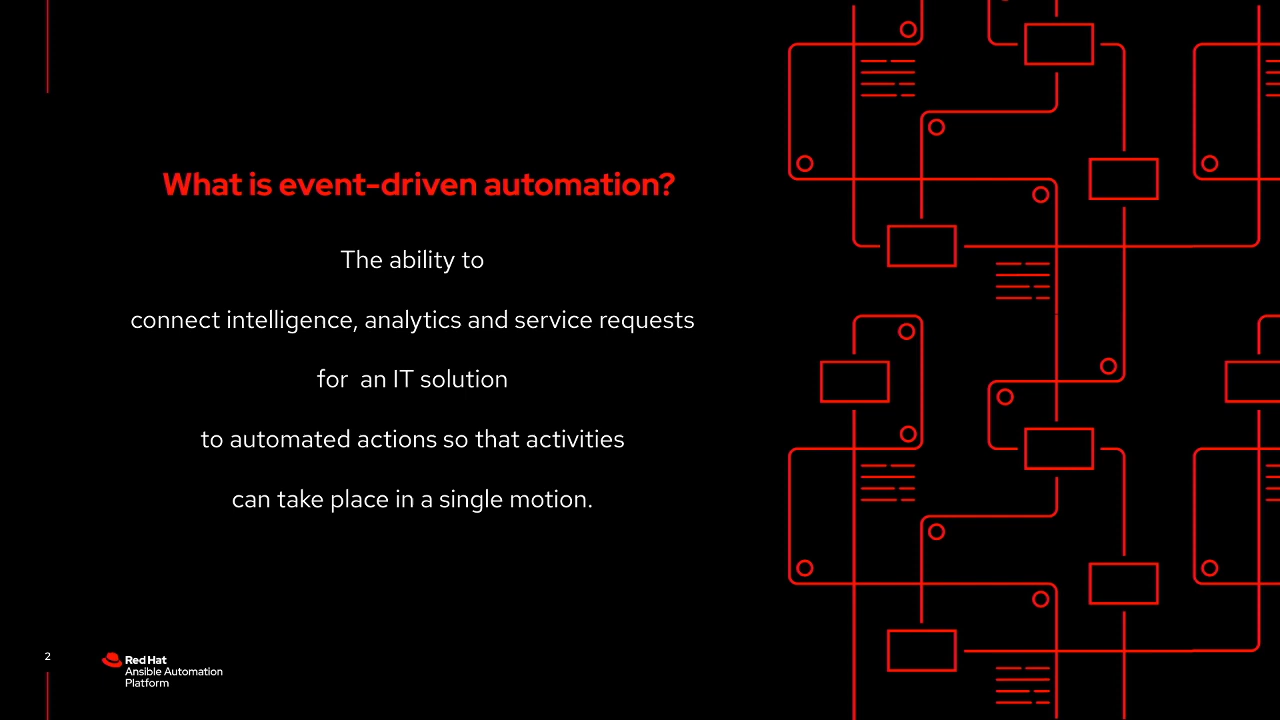 What is event-driven automation?
The ability to
connect intelligence, analytics and service requests
for  an IT solution
to automated actions so that activities
can take place in a single motion.
2
Red Hat
Ansible Automation
Platform